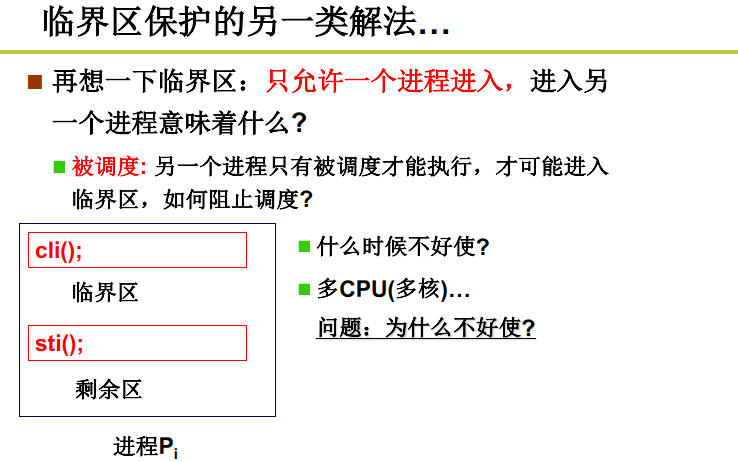 临界区保护的另一类解法…
再想一下临界区：只允许一个进程进入，进入另
一个进程意味着什么?
被调度: 另一个进程只有被调度才能执行，才可能进入
临界区，如何阻止调度?
cli();
临界区
sti();
剩余区
进程Pi
什么时候不好使?
多CPU(多核)…
问题：为什么不好使?